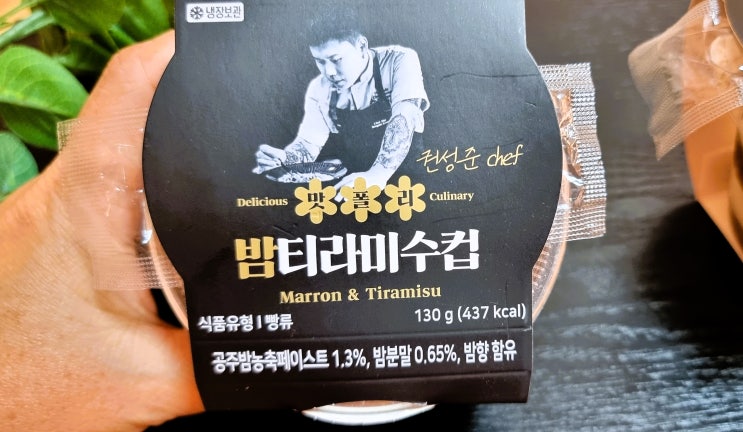 냉장보관
권성준 chef
Delicious 맛폴리 Culinary
밤티라미수컵
Marron & Tiramisu
식품유형 | 빵류 130 g (437 kcal)
공주밤농축페이스트 1.3%, 밤분말 0.65%, 밤향 함유